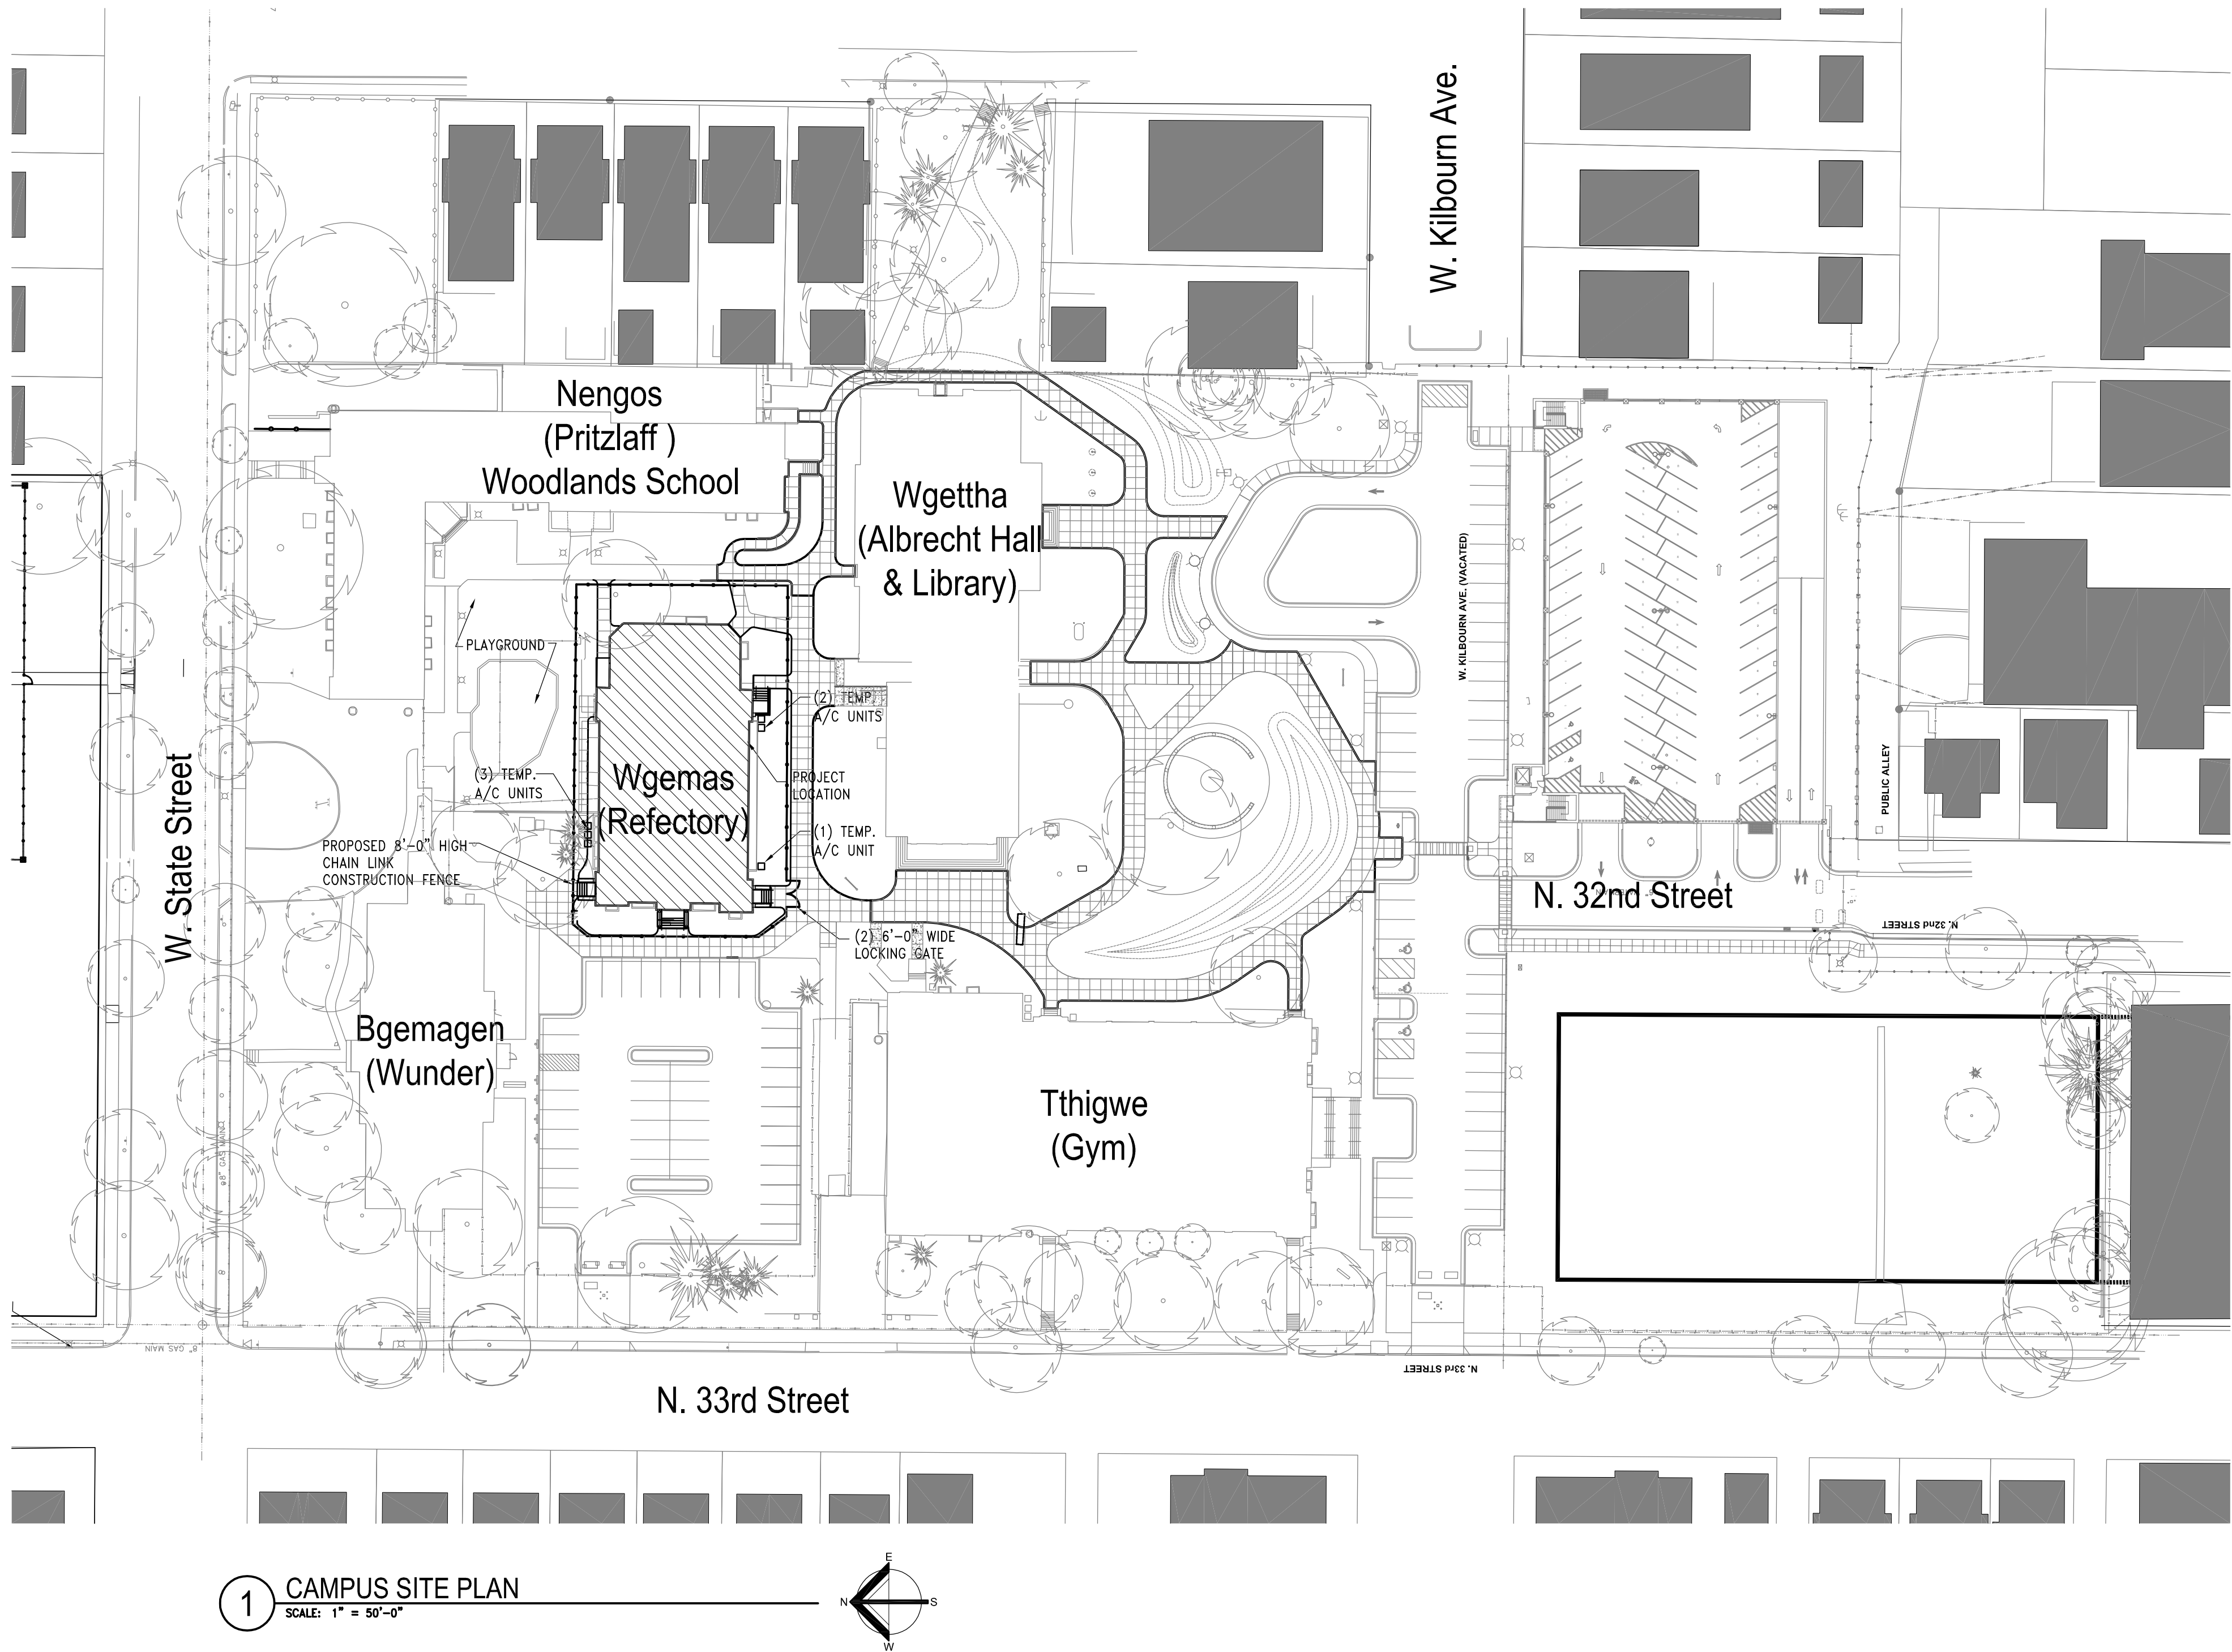 W. Kilbourn Ave.
Nengos
(Pritzlaff )
Woodlands School
Wgettha
(Albrecht Hall
& Library)
W. KILBOURN AVE. (VACATED)
PLAYGROUND
(2) TEMP.
A/C UNITS
(3) TEMP.
A/C UNITS
Wgemas
(Refectory)
PROJECT
LOCATION
(1) TEMP.
A/C UNIT
PROPOSED 8'-0" HIGH
CHAIN LINK
CONSTRUCTION FENCE
W. State Street
PUBLIC ALLEY
N. 32nd Street
N. 32nd STREET
(2) 6'-0" WIDE
LOCKING GATE
Bgemagen
(Wunder)
Tthigwe
(Gym)
8" GAS MAIN
8" GAS MAIN
N. 33rd STREET
N. 33rd Street
1
CAMPUS SITE PLAN
SCALE: 1" = 50'-0"
E
N
S
W